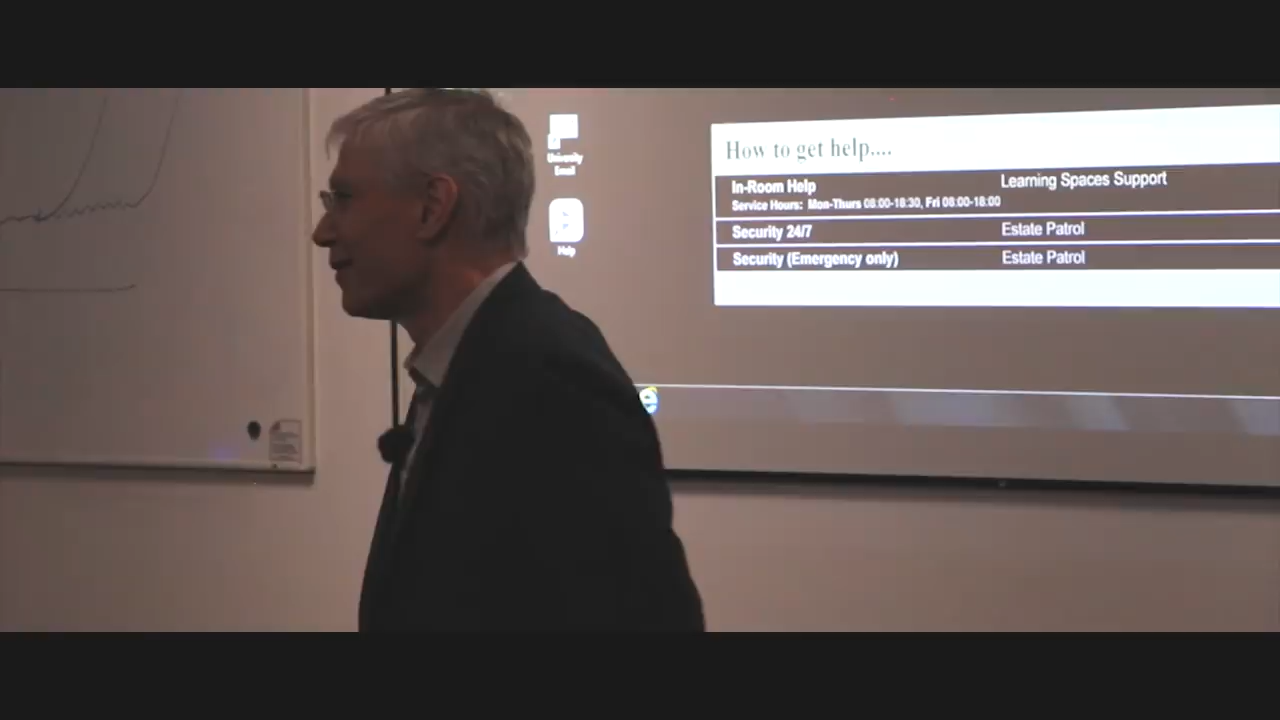 University
Email
Help
How to get help....
In-Room Help Learning Spaces Support
Service Hours: Mon-Thurs 08:00-18:30, Fri 08:00-18:00
Security 24/7 Estate Patrol
Security (Emergency only) Estate Patrol